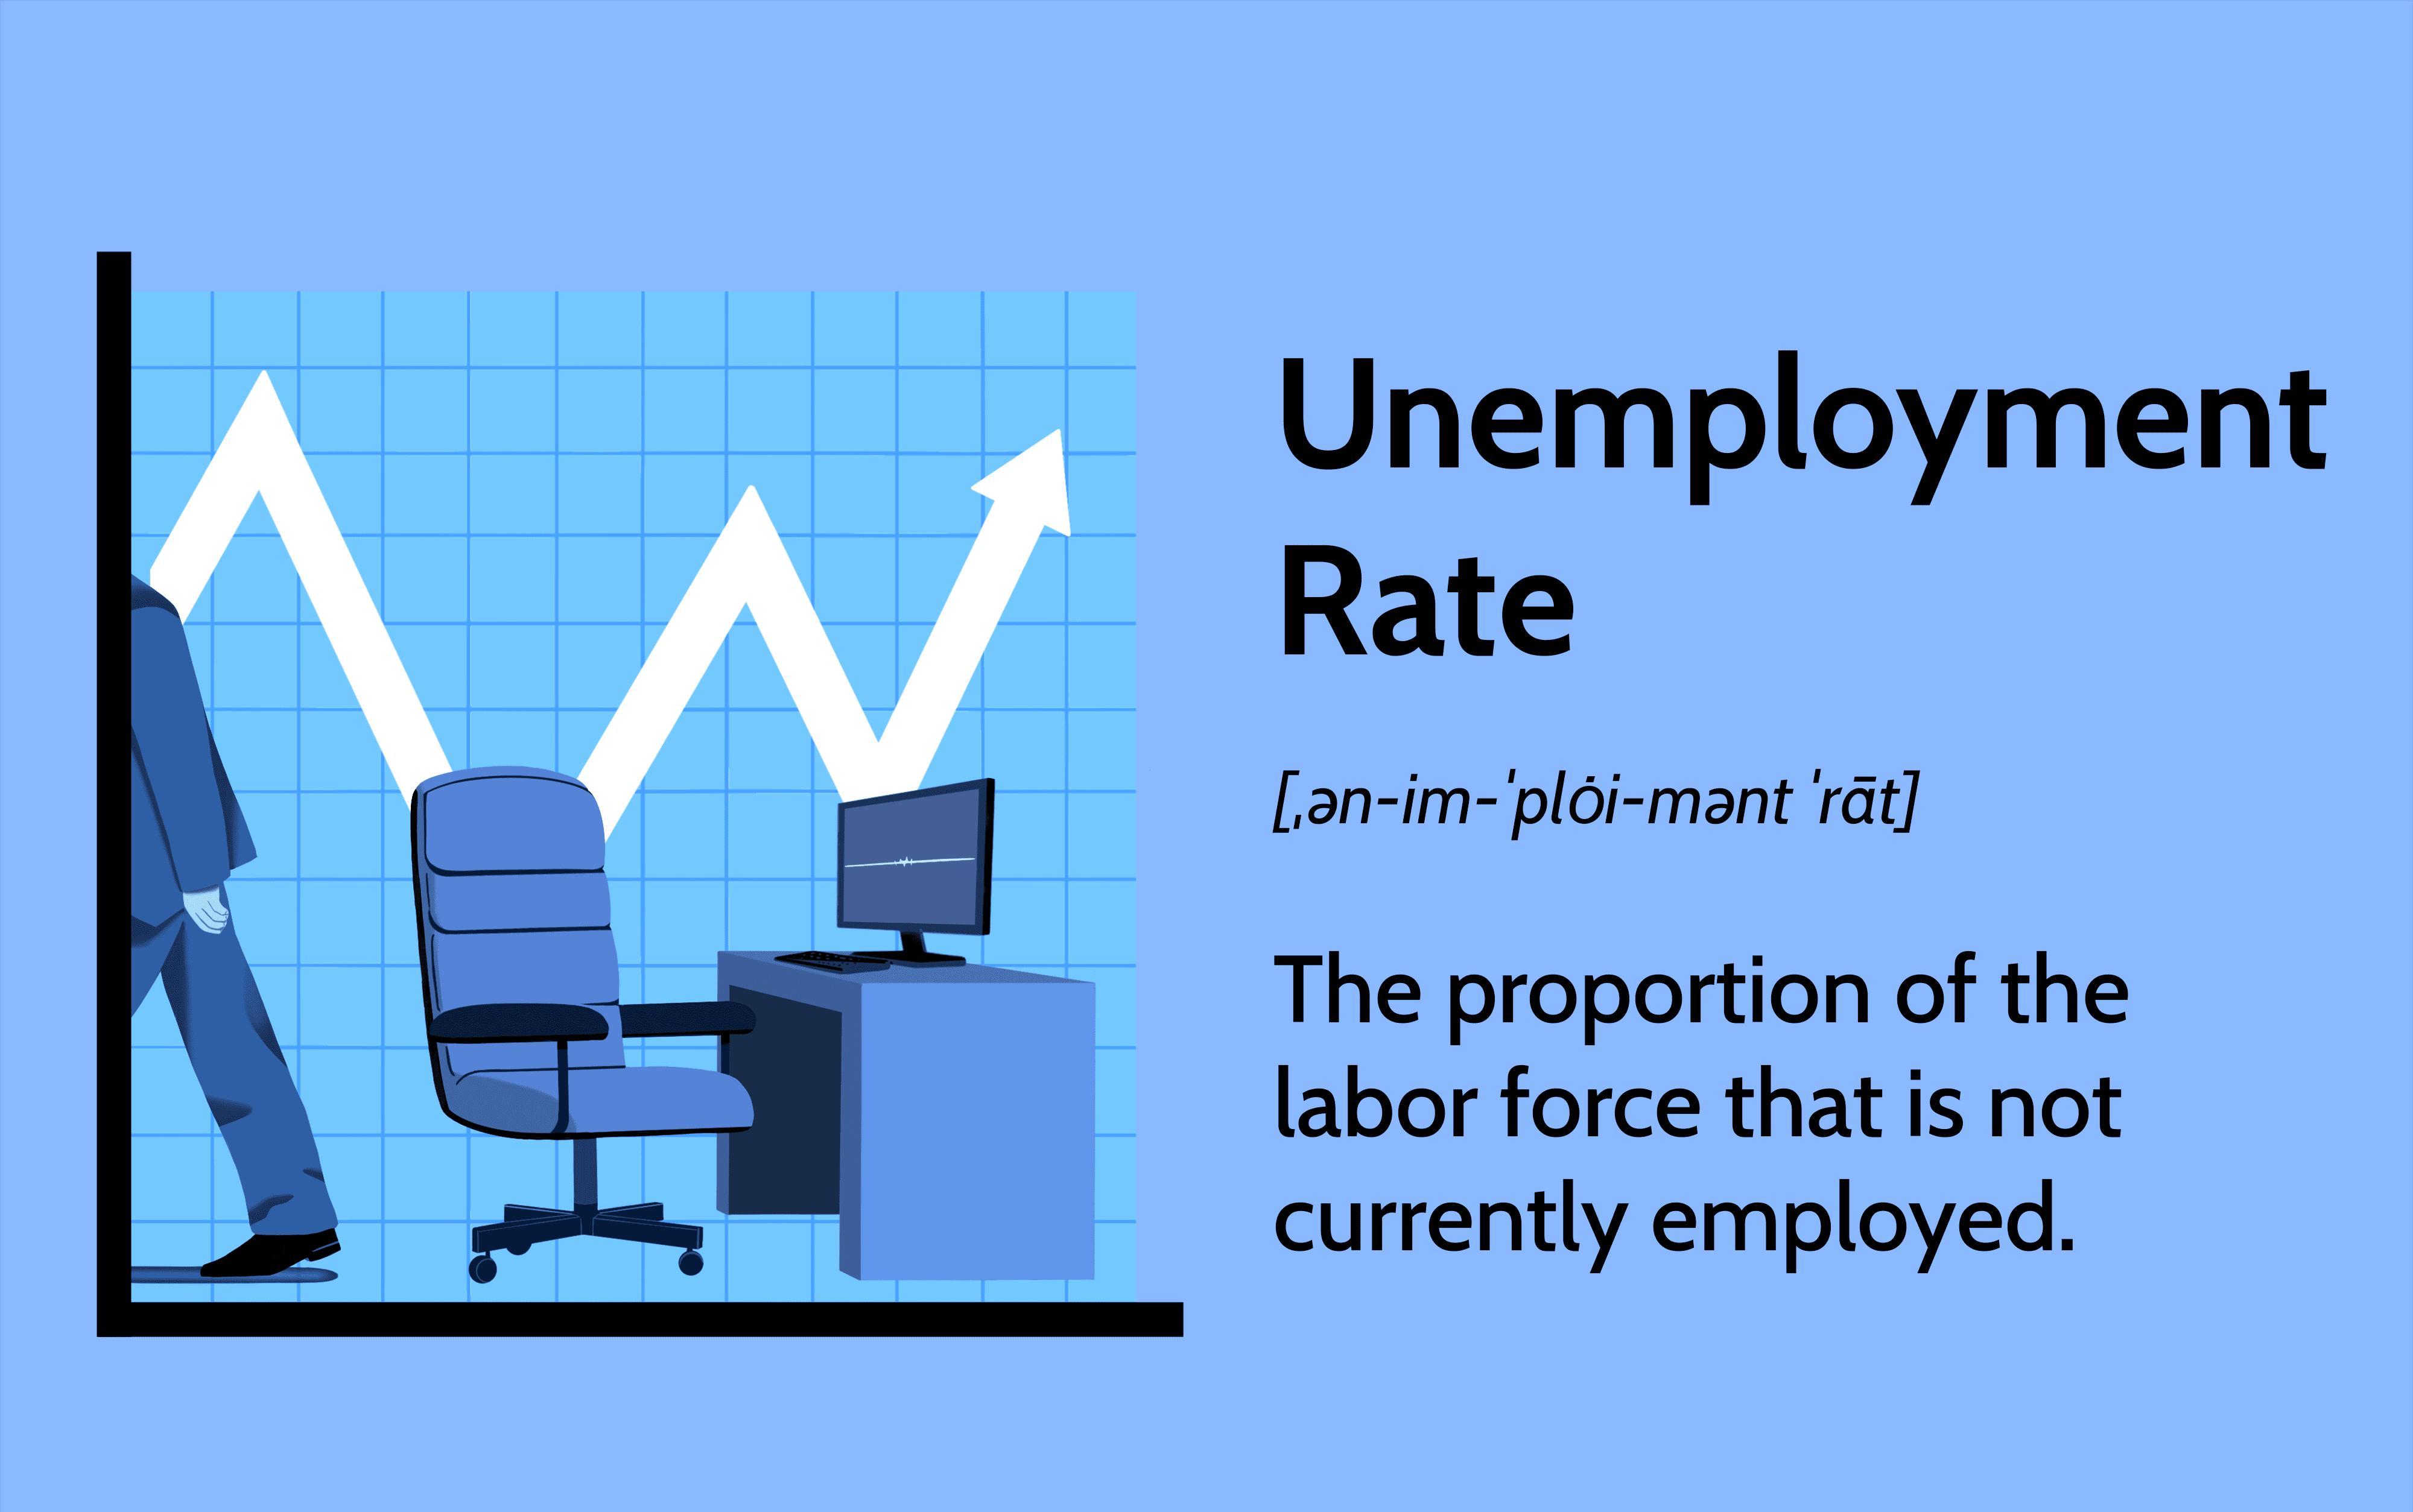 Unemployment
Rate
[ˌən-im-ˈplȯi-mənt ˈrāt]
The proportion of the
labor force that is not
currently employed.